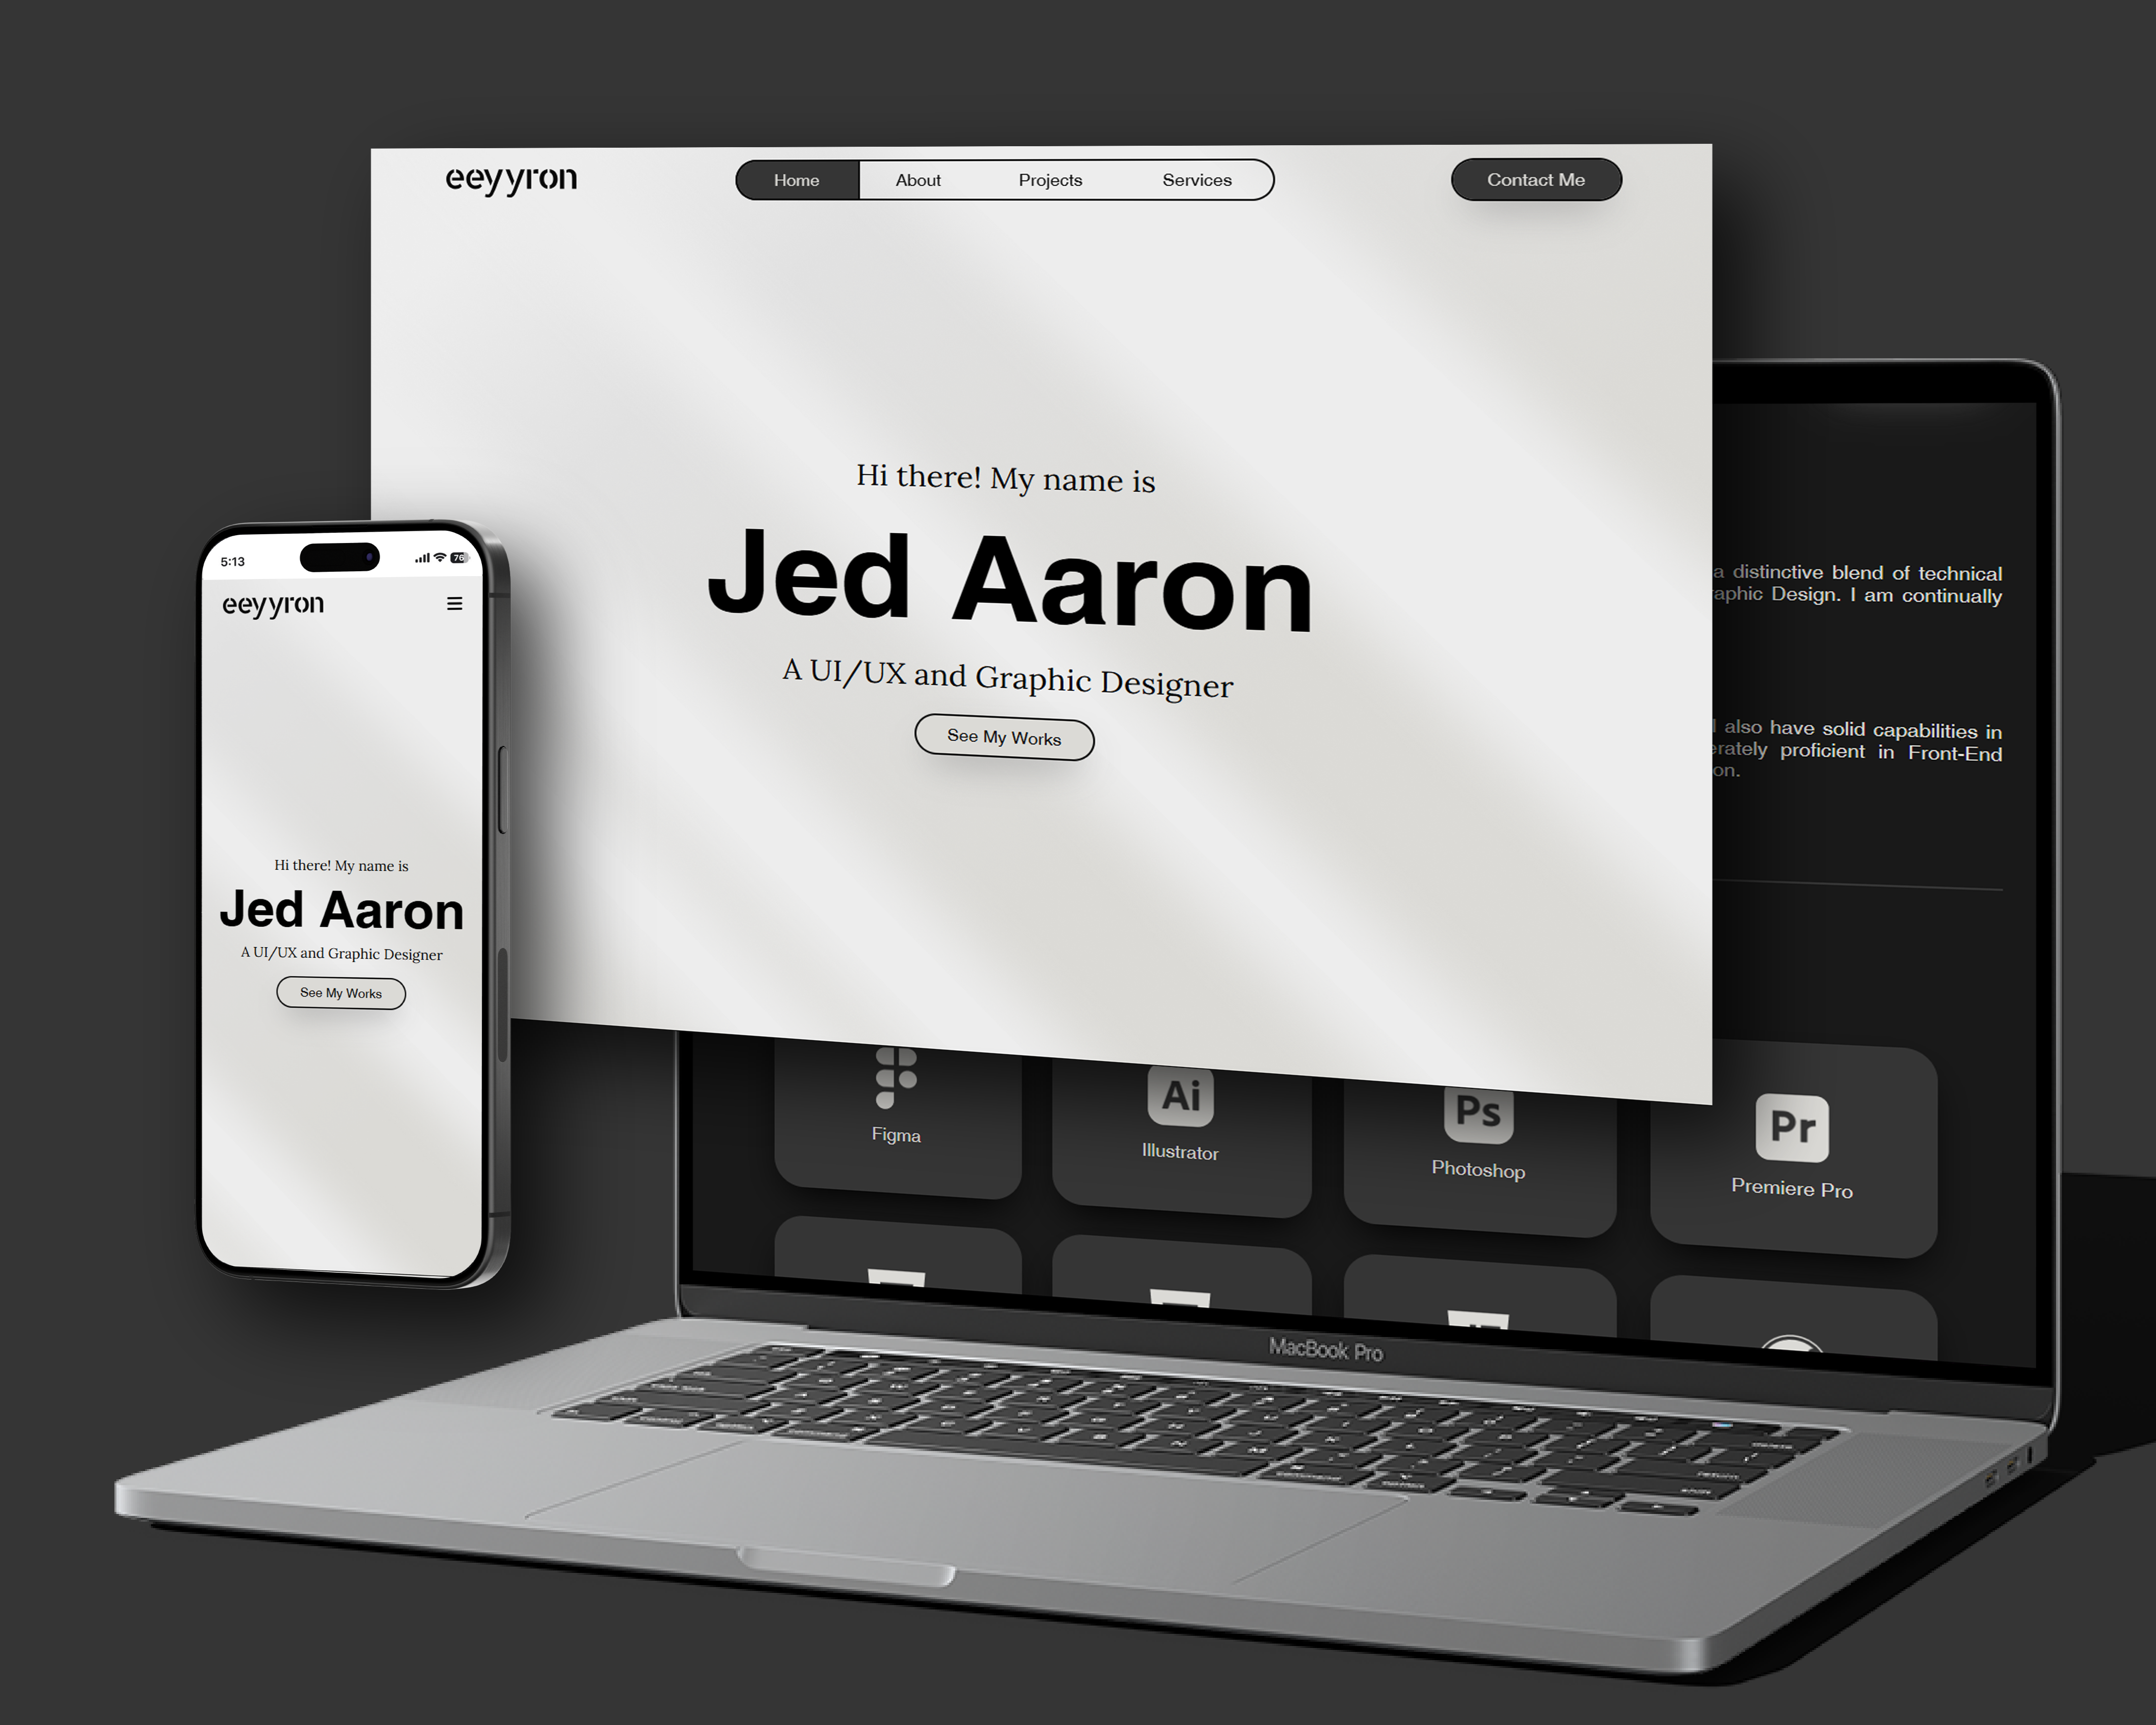 eeyyron
Home About Projects Services
Contact Me
Hi there! My name is
Jed Aaron
A UI/UX and Graphic Designer
See My Works
5:13
76
eeyyron
Hi there! My name is
Jed Aaron
A UI/UX and Graphic Designer
See My Works
a distinctive blend of technical
Design. I am continually
also have solid capabilities in
proficient in Front-End
Figma
Ai
Illustrator
Ps
Photoshop
Pr
Premiere Pro
MacBook Pro